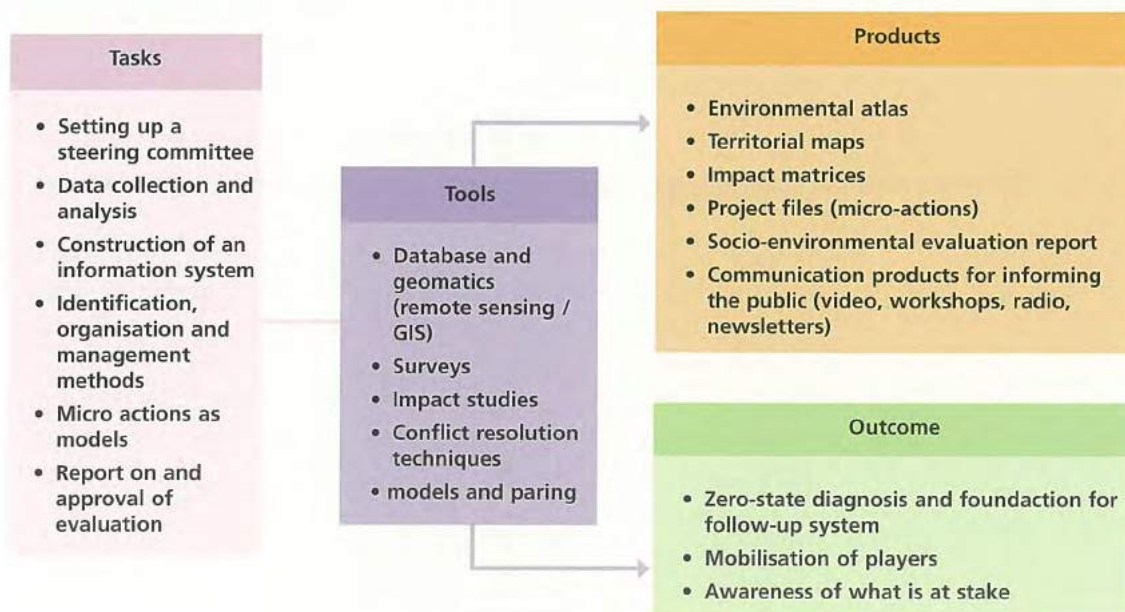 Tasks
• Setting up a
steering committee
• Data collection and
analysis
• Construction of an
information system
• Identification,
organisation and
management
methods
• Micro actions as
models
• Report on and
approval of
evaluation
Tools
• Database and
geomatics
(remote sensing /
GIS)
• Surveys
• Impact studies
• Conflict resolution
techniques
• models and paring
Products
• Environmental atlas
• Territorial maps
• Impact matrices
• Project files (micro-actions)
• Socio-environmental evaluation report
• Communication products for informing
the public (video, workshops, radio,
newsletters)
Outcome
• Zero-state diagnosis and foundaction for
follow-up system
• Mobilisation of players
• Awareness of what is at stake